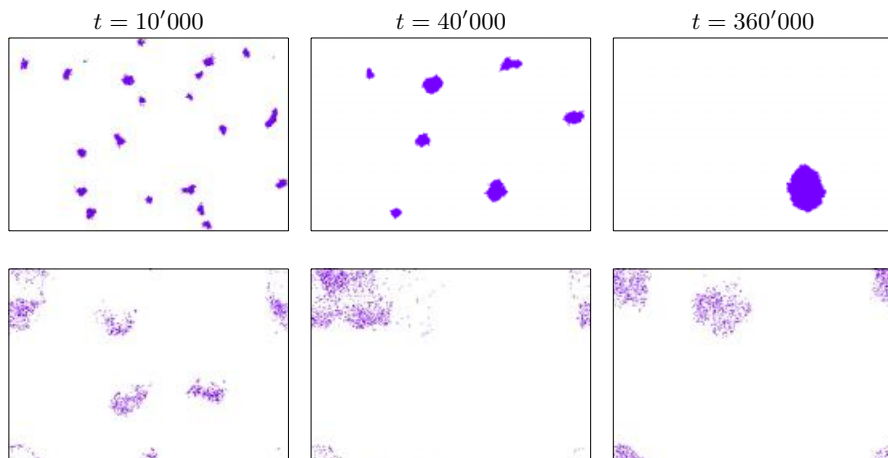 t = 10′000 t = 40′000 t = 360′000